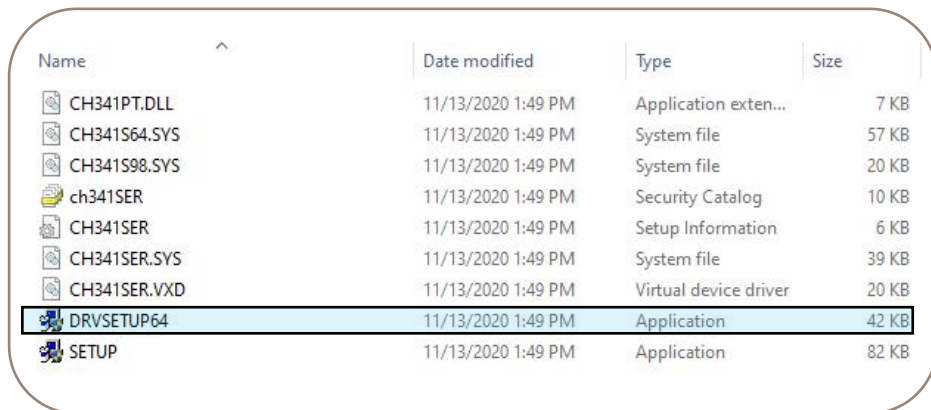 Name Date modified Type Size
CH341PT.DLL 11/13/2020 1:49 PM Application exten... 7 KB
CH341S64.SYS 11/13/2020 1:49 PM System file 57 KB
CH341S98.SYS 11/13/2020 1:49 PM System file 20 KB
ch341SER 11/13/2020 1:49 PM Security Catalog 10 KB
CH341SER 11/13/2020 1:49 PM Setup Information 6 KB
CH341SER.SYS 11/13/2020 1:49 PM System file 39 KB
CH341SER.VXD 11/13/2020 1:49 PM Virtual device driver 20 KB
DRVSETUP64 11/13/2020 1:49 PM Application 42 KB
SETUP 11/13/2020 1:49 PM Application 82 KB